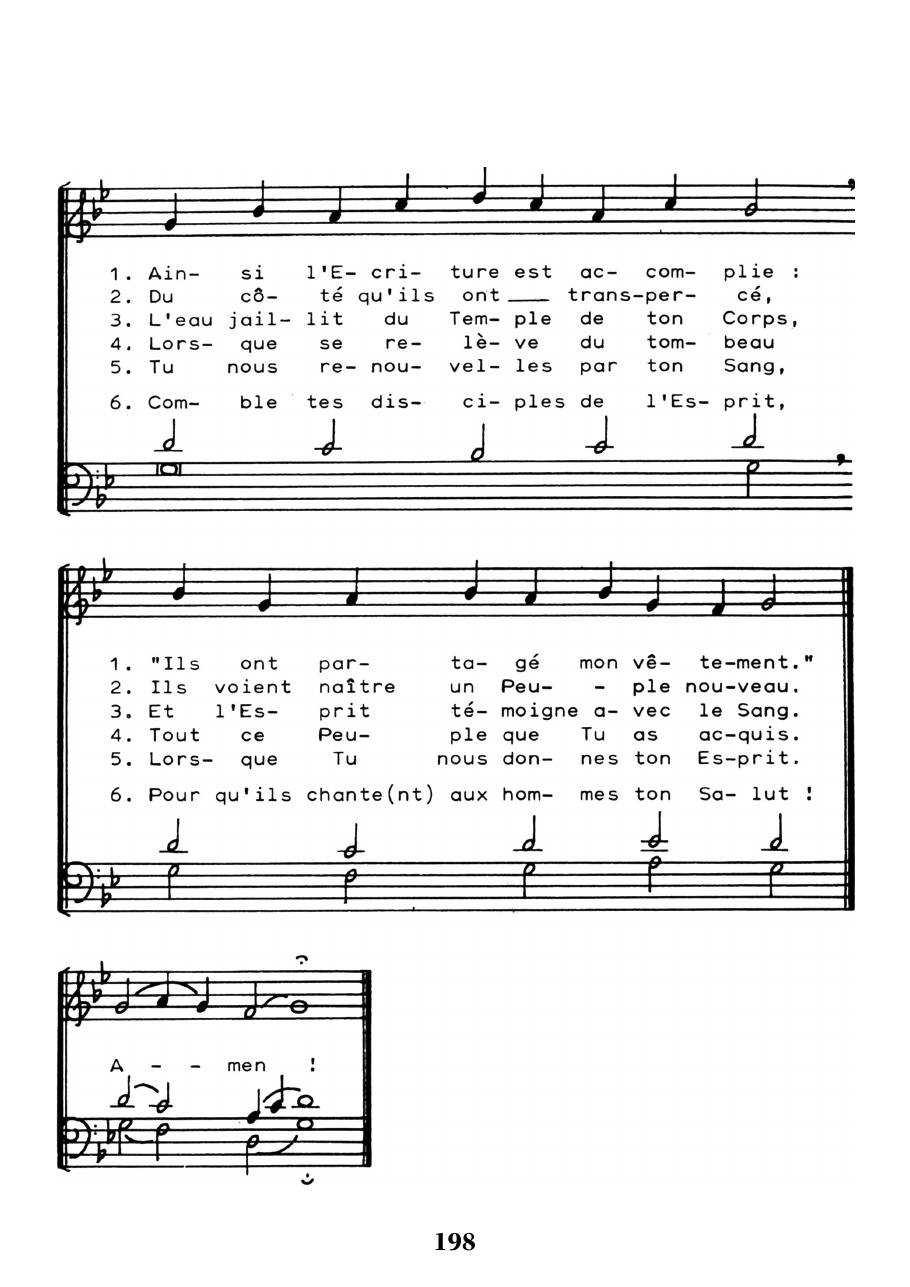 1. Ain- si l'E- cri- ture est ac- com- plie :
2. Du cô- té qu'ils ont ___ trans-per- cé,
3. L'eau jail- lit du Tem- ple de ton Corps,
4. Lors- que se re- lè- ve du tom- beau
5. Tu nous re- nou- vel- les par ton Sang,
6. Com- ble tes dis- ci- ples de l'Es- prit,
1. "Ils ont par- ta- gé mon vê- te-ment."
2. Ils voient naître un Peu- - ple nou-veau.
3. Et l'Es- prit té- moigne a- vec le Sang.
4. Tout ce Peu- ple que Tu as ac-quis.
5. Lors- que Tu nous don- nes ton Es-prit.
6. Pour qu'ils chante(nt) aux hom- mes ton Sa- lut !
A - - men !
198